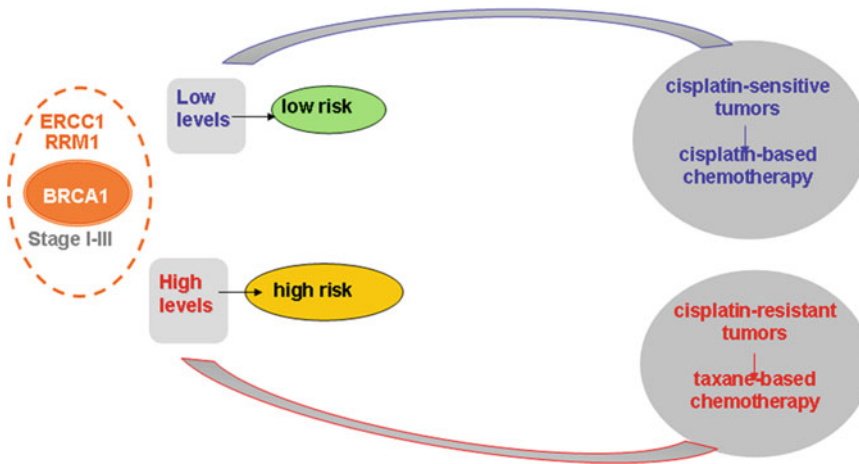 ERCC1
RRM1
BRCA1
Stage I-III
Low
levels
low risk
cisplatin-sensitive
tumors
cisplatin-based
chemotherapy
High
levels
high risk
cisplatin-resistant
tumors
taxane-based
chemotherapy